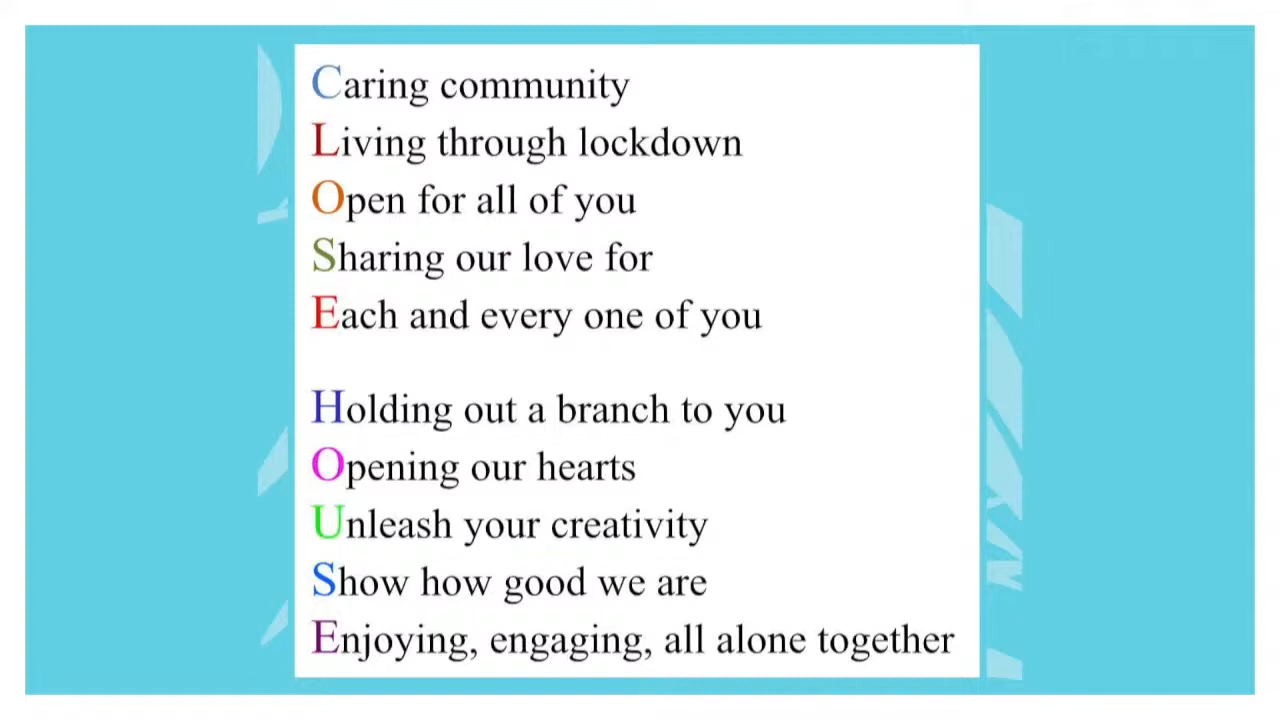 Caring community
Living through lockdown
Open for all of you
Sharing our love for
Each and every one of you
Holding out a branch to you
Opening our hearts
Unleash your creativity
Show how good we are
Enjoying, engaging, all alone together